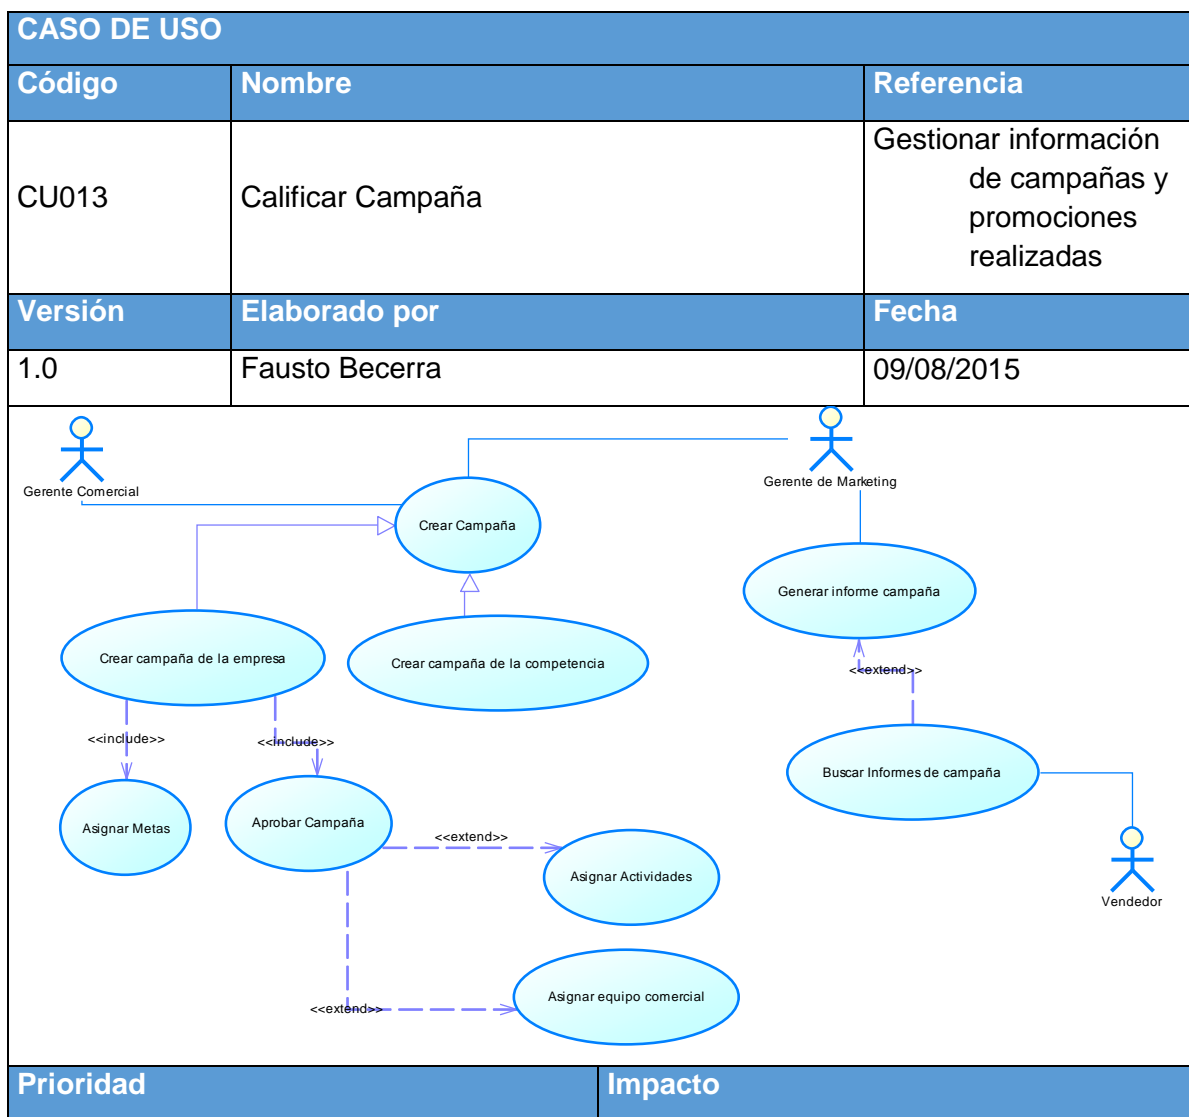 CASO DE USO
Código Nombre Referencia
CU013 Calificar Campaña Gestionar información
de campañas y
promociones
realizadas
Versión Elaborado por Fecha
1.0 Fausto Becerra 09/08/2015
Gerente Comercial
Gerente de Marketing
Crear Campaña
Generar informe campaña
Crear campaña de la empresa
Crear campaña de la competencia
<<extend>>
<<include>>
<<include>>
Buscar Informes de campaña
Asignar Metas
Aprobar Campaña
<<extend>>
Asignar Actividades
Vendedor
Asignar equipo comercial
<<extend>>
Prioridad Impacto